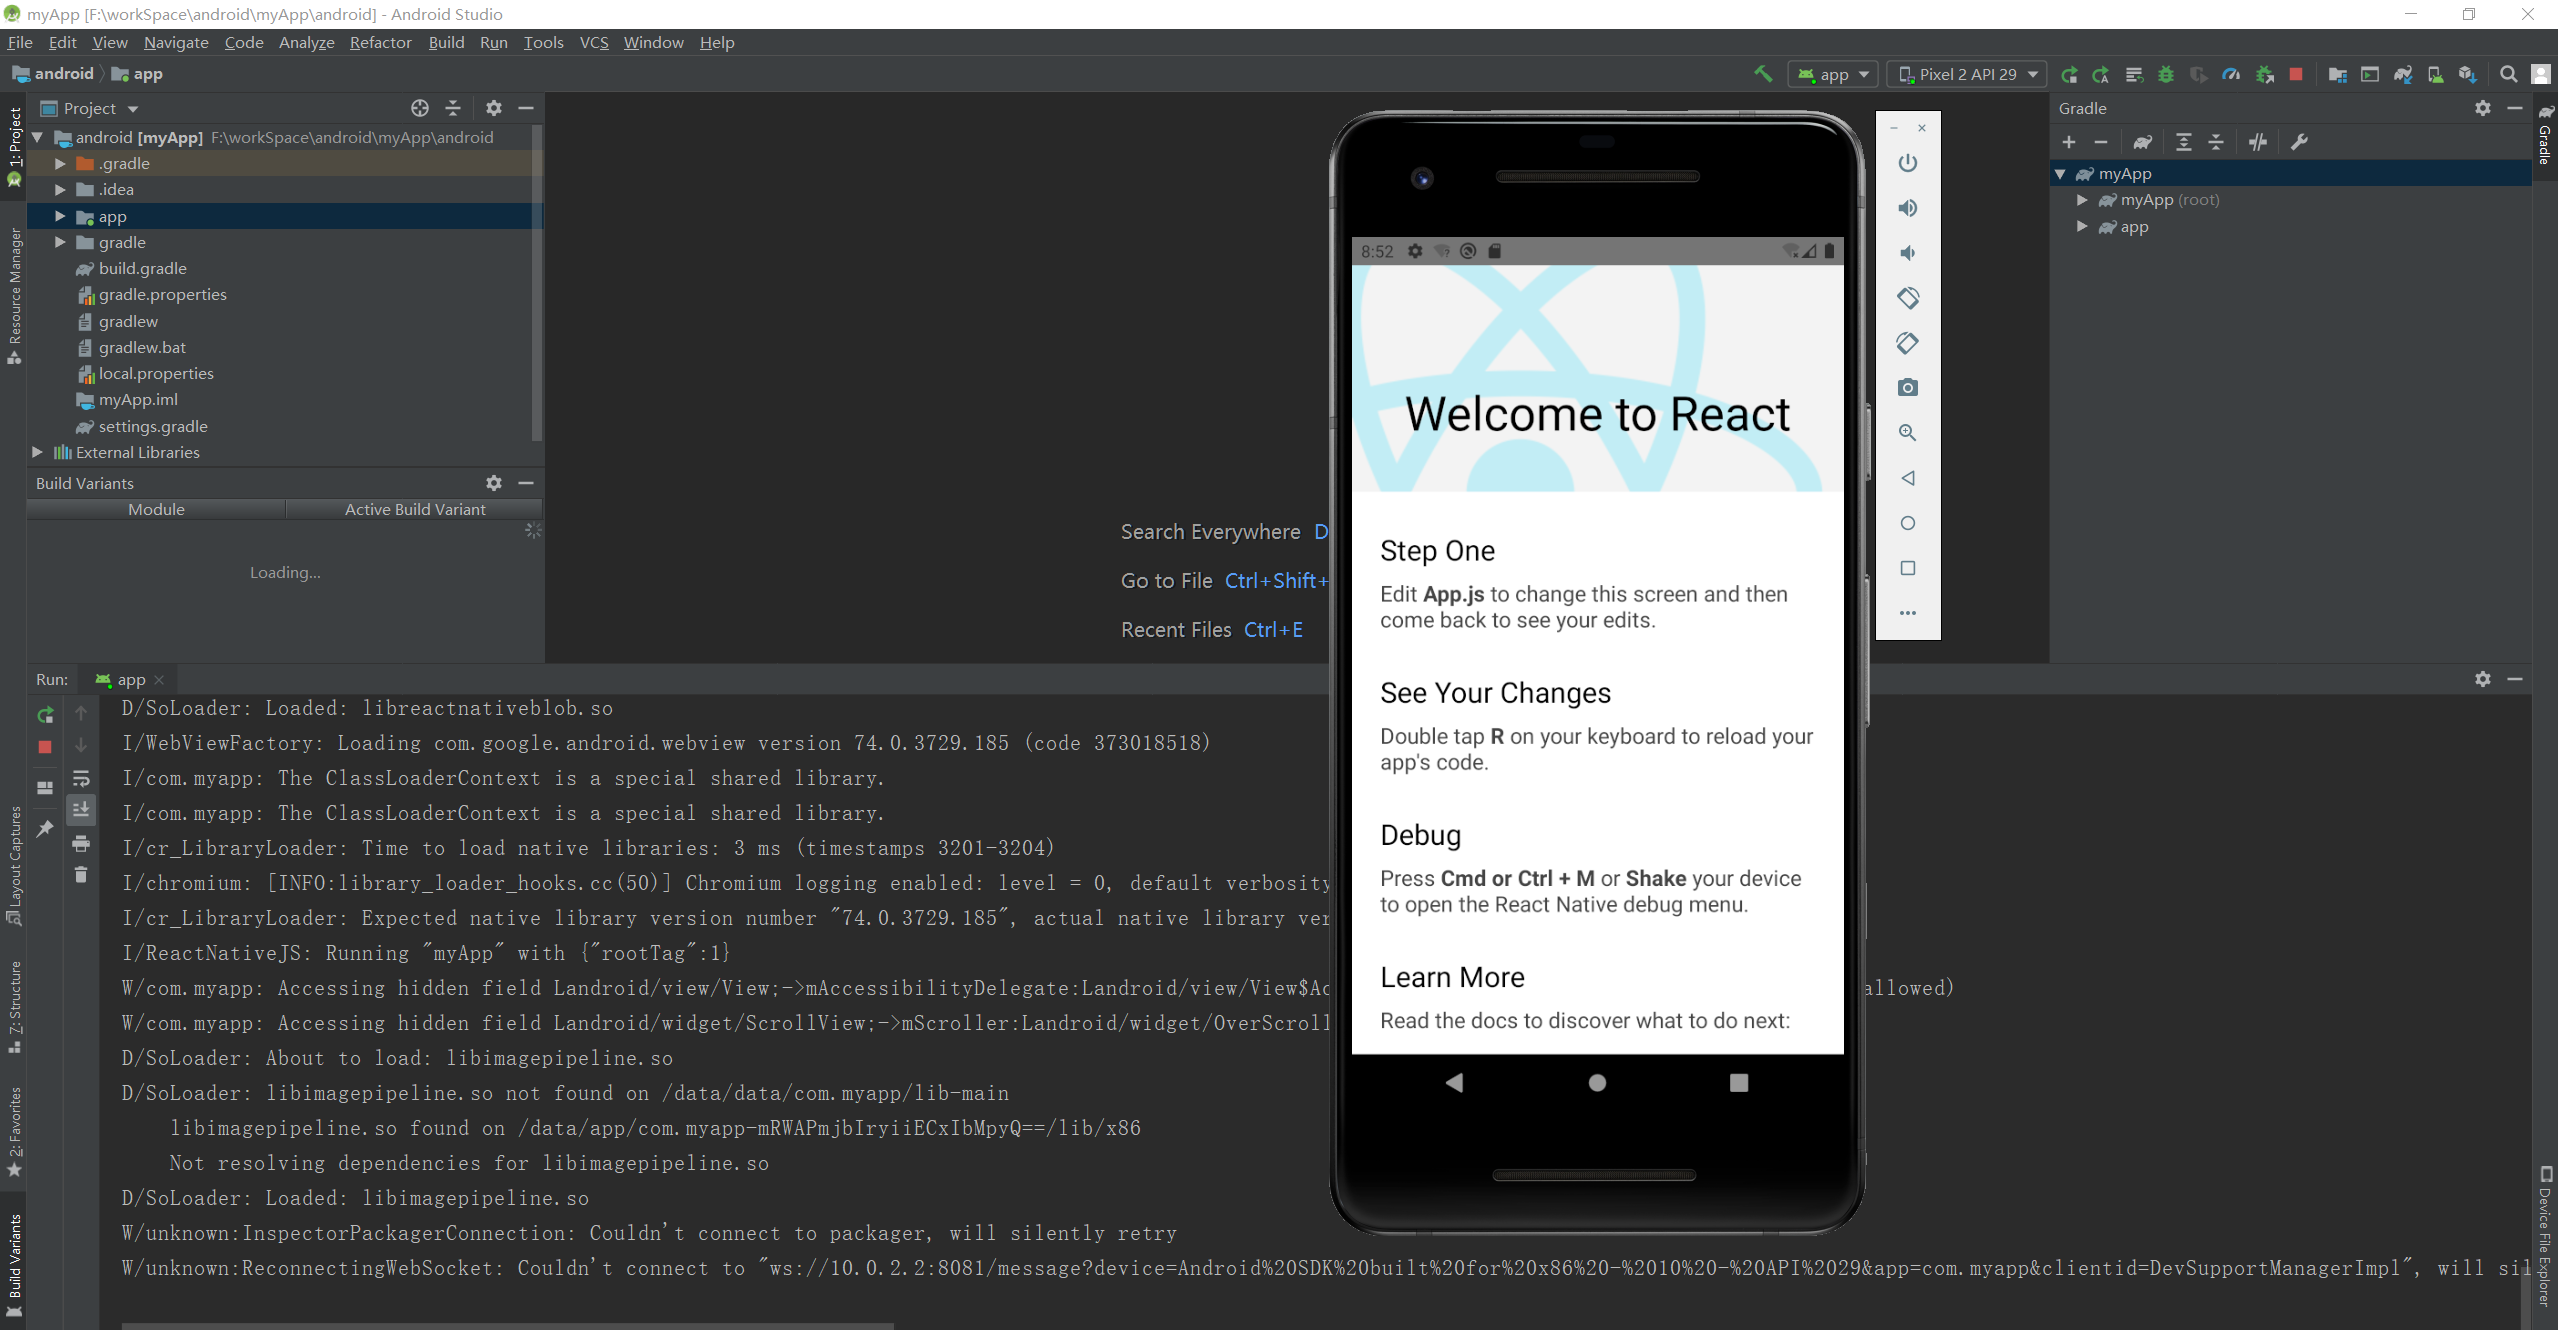 myApp [F:\workSpace\android\myApp\android] - Android Studio
File Edit View Navigate Code Analyze Refactor Build Run Tools VCS Window Help
android app
app Pixel 2 API 29
Project
android [myApp] F:\workSpace\android\myApp\android
.gradle
.idea
app
gradle
build.gradle
gradle.properties
gradlew
gradlew.bat
local.properties
myApp.iml
settings.gradle
External Libraries
Build Variants
Module Active Build Variant
Loading...
1: Project
Resource Manager
Layout Captures
7: Structure
2: Favorites
Build Variants
Search Everywhere D
Go to File Ctrl+Shift+
Recent Files Ctrl+E
8:52
Welcome to React
Step One
Edit App.js to change this screen and then
come back to see your edits.
See Your Changes
Double tap R on your keyboard to reload your
app's code.
Debug
Press Cmd or Ctrl + M or Shake your device
to open the React Native debug menu.
Learn More
Read the docs to discover what to do next:
Gradle
myApp
myApp (root)
app
Gradle
Device File Explorer
Run: app
D/SoLoader: Loaded: libreactnativeblob.so
I/WebViewFactory: Loading com.google.android.webview version 74.0.3729.185 (code 373018518)
I/com.myapp: The ClassLoaderContext is a special shared library.
I/com.myapp: The ClassLoaderContext is a special shared library.
I/cr_LibraryLoader: Time to load native libraries: 3 ms (timestamps 3201-3204)
I/chromium: [INFO:library_loader_hooks.cc(50)] Chromium logging enabled: level = 0, default verbosity
I/cr_LibraryLoader: Expected native library version number "74.0.3729.185", actual native library ver
I/ReactNativeJS: Running "myApp" with {"rootTag":1}
W/com.myapp: Accessing hidden field Landroid/view/View;->mAccessibilityDelegate:Landroid/view/View$Ac allowed)
W/com.myapp: Accessing hidden field Landroid/widget/ScrollView;->mScroller:Landroid/widget/OverScroll
D/SoLoader: About to load: libimagepipeline.so
D/SoLoader: libimagepipeline.so not found on /data/data/com.myapp/lib-main
libimagepipeline.so found on /data/app/com.myapp-mRWAPmjbIryiiECxIbMpyQ==/lib/x86
Not resolving dependencies for libimagepipeline.so
D/SoLoader: Loaded: libimagepipeline.so
W/unknown:InspectorPackagerConnection: Couldn't connect to packager, will silently retry
W/unknown:ReconnectingWebSocket: Couldn't connect to "ws://10.0.2.2:8081/message?device=Android%20SDK%20built%20for%20x86%20-%2010%20-%20API%2029&app=com.myapp&clientid=DevSupportManagerImpl", will sil